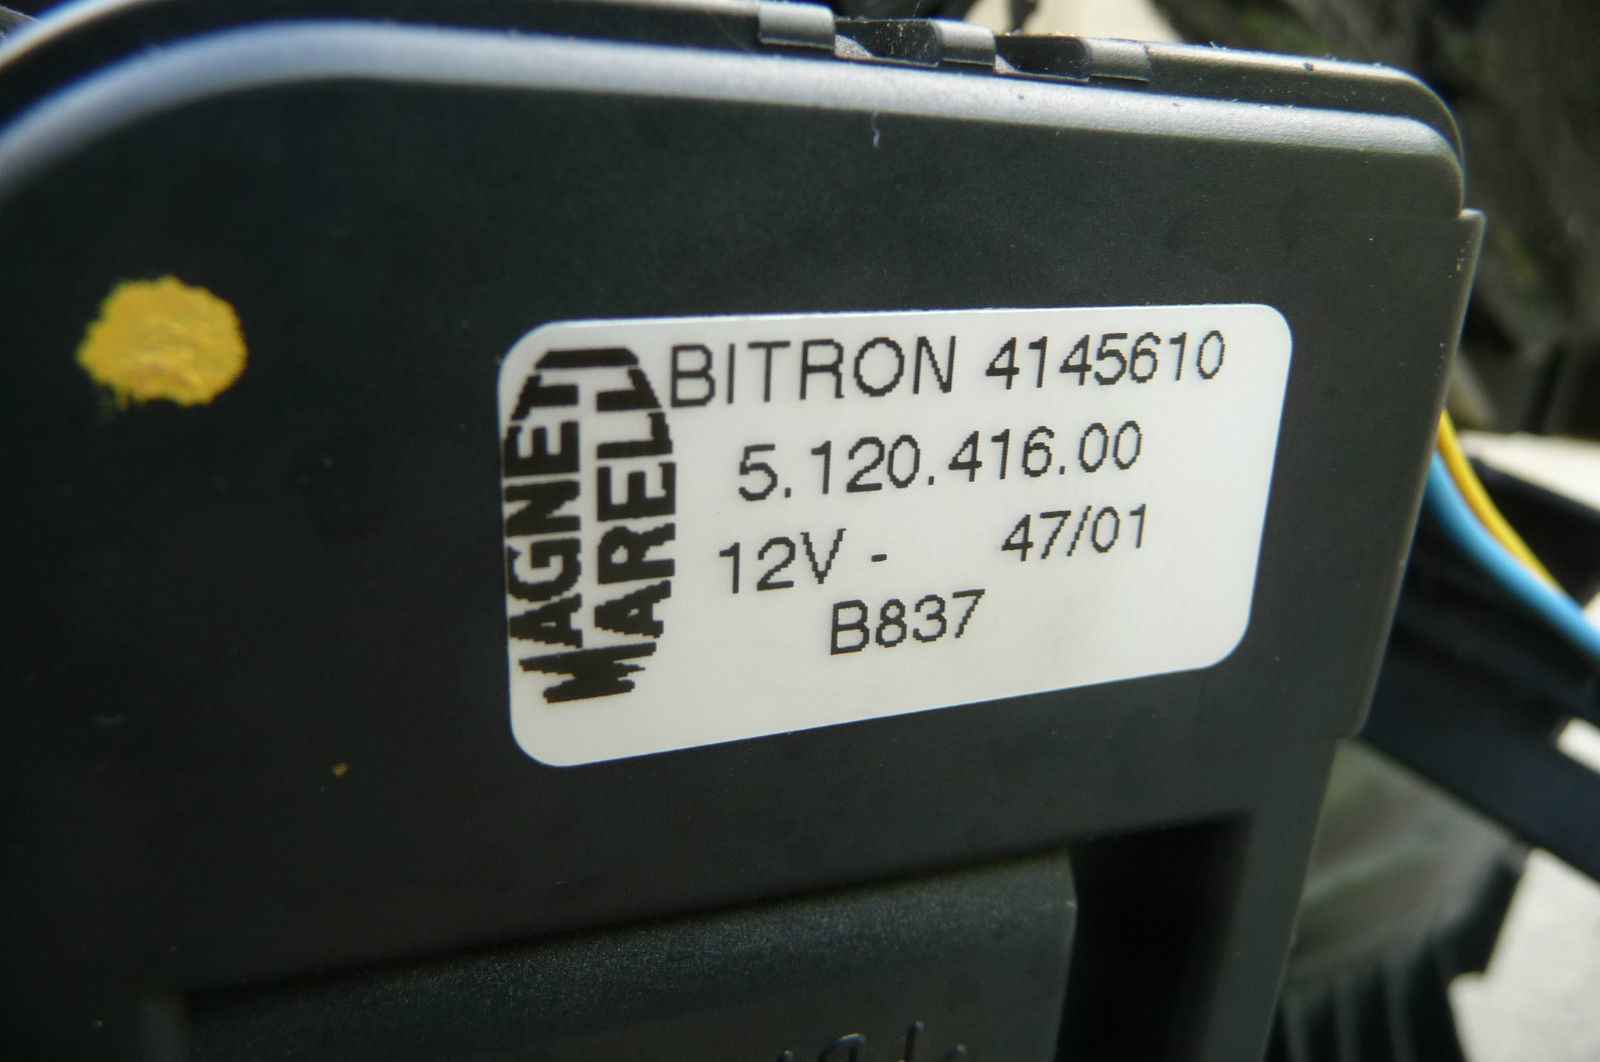 MAGNETI
MARELLI
BITRON 4145610
5.120.416.00
12V - 47/01
B837